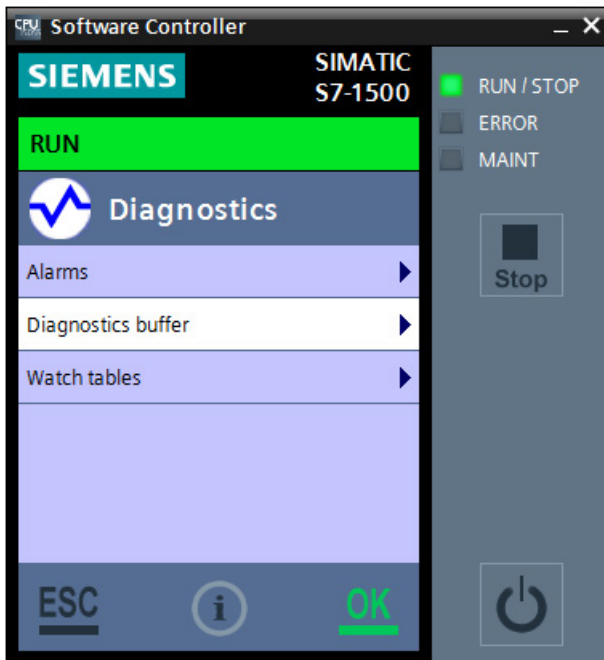 Software Controller
SIEMENS
SIMATIC
S7-1500
RUN
Diagnostics
Alarms
Diagnostics buffer
Watch tables
ESC
i
OK
RUN / STOP
ERROR
MAINT
Stop